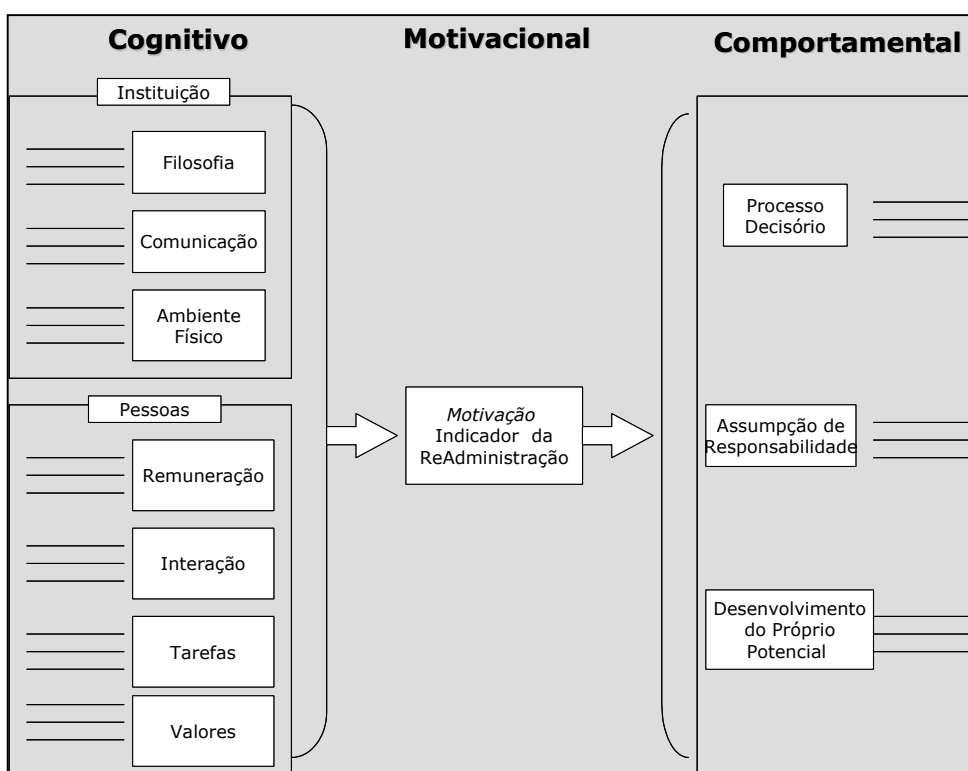 Cognitivo
Motivacional
Comportamental
Instituição
Filosofia
Comunicação
Ambiente
Físico
Pessoas
Remuneração
Interação
Tarefas
Valores
Motivação
Indicador da
ReAdministração
Processo
Decisório
Assumpção de
Responsabilidade
Desenvolvimento
do Próprio
Potencial